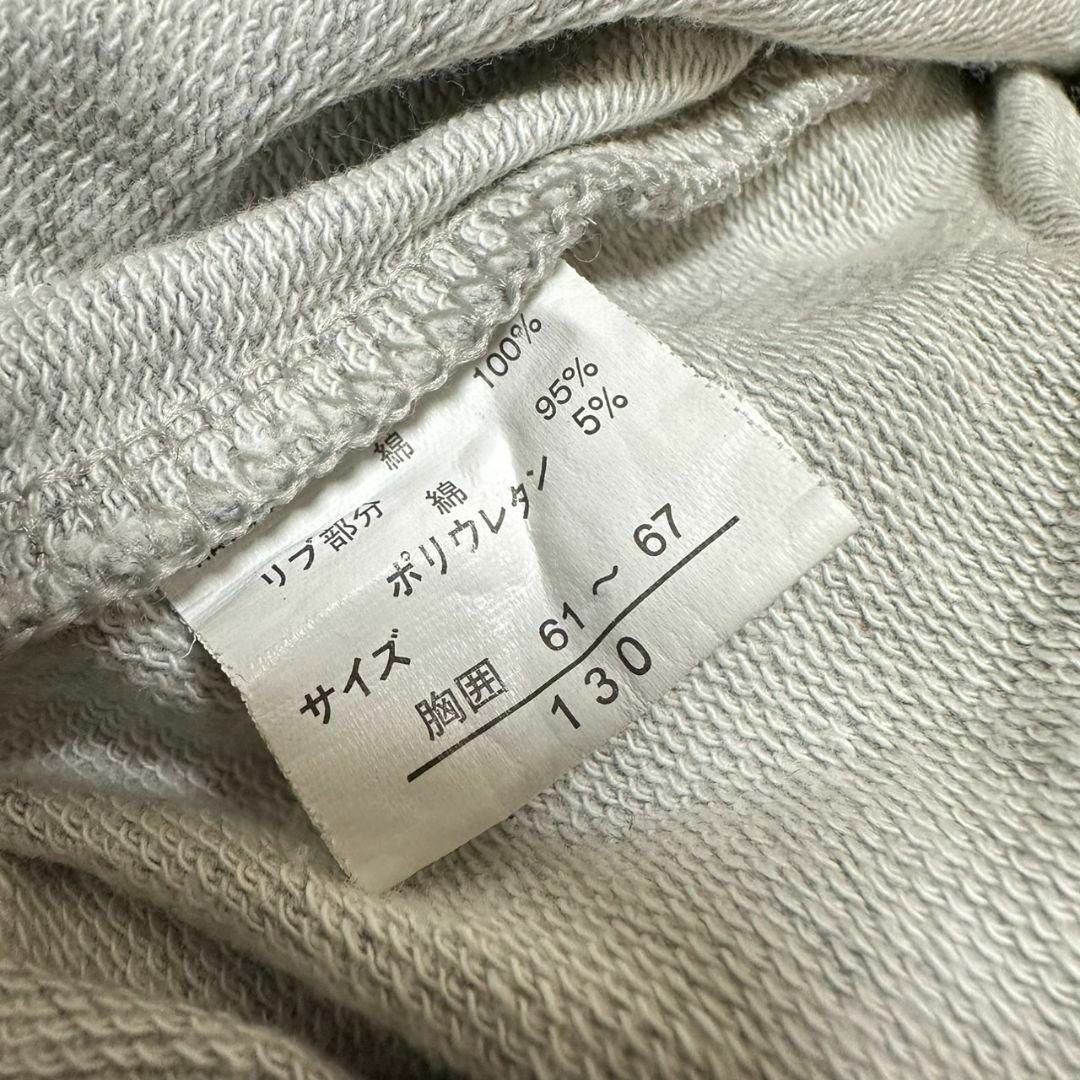 綿 100%
リブ部分 綿 95%
ポリウレタン 5%
サイズ
胸囲 61～67
130